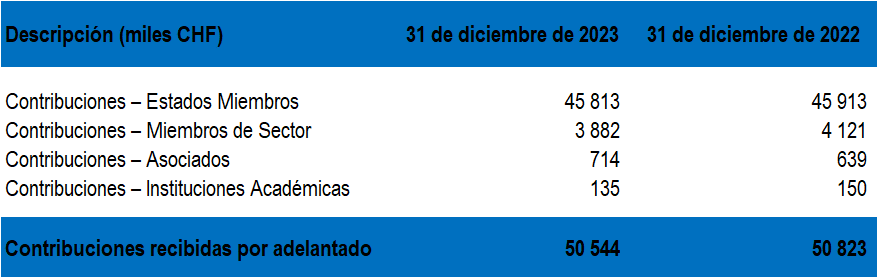 Descripción (miles CHF) 31 de diciembre de 2023 31 de diciembre de 2022
Contribuciones – Estados Miembros 45 813 45 913
Contribuciones – Miembros de Sector 3 882 4 121
Contribuciones – Asociados 714 639
Contribuciones – Instituciones Académicas 135 150
Contribuciones recibidas por adelantado 50 544 50 823